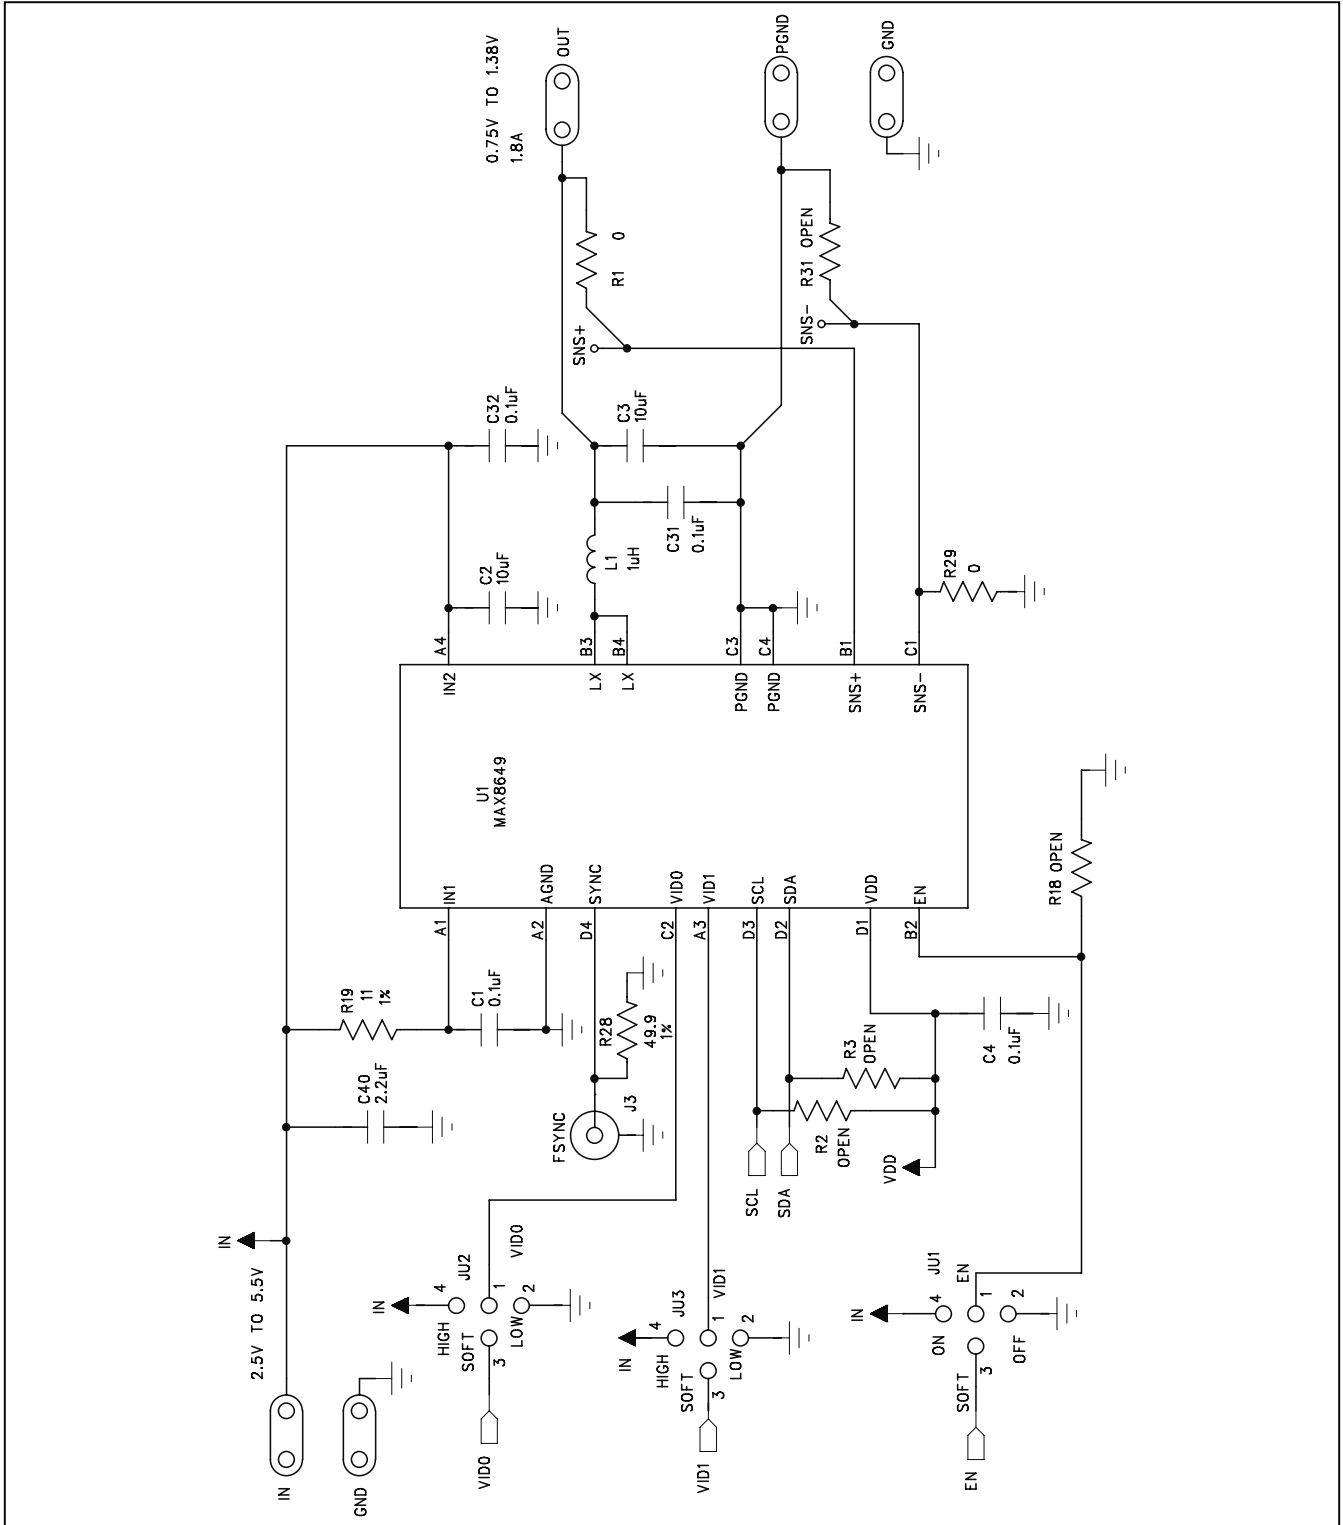 IN
2.5V TO 5.5V
IN
GND
C40
2.2uF
R19
11
1%
C1
0.1uF
IN
HIGH
4
JU2
SOFT
1
VID0
3
LOW
2
VID0
FSYNC
J3
R28
49.9
1%
IN
HIGH
4
JU3
SOFT
1
VID1
3
LOW
2
VID1
SCL
SDA
R2
OPEN
R3
OPEN
VDD
C4
0.1uF
IN
ON
4
JU1
EN
SOFT
1
3
OFF
2
EN
R18 OPEN
A1
IN1
A2
AGND
D4
SYNC
C2
VID0
A3
VID1
D3
SCL
D2
SDA
D1
VDD
B2
EN
U1
MAX8649
IN2
A4
LX
B3
LX
B4
PGND
C3
PGND
C4
SNS+
B1
SNS-
C1
C2
10uF
C32
0.1uF
L1
1uH
C31
0.1uF
C3
10uF
R29
0
SNS+
R1
0
SNS-
R31 OPEN
0.75V TO 1.38V
1.8A
OUT
PGND
GND